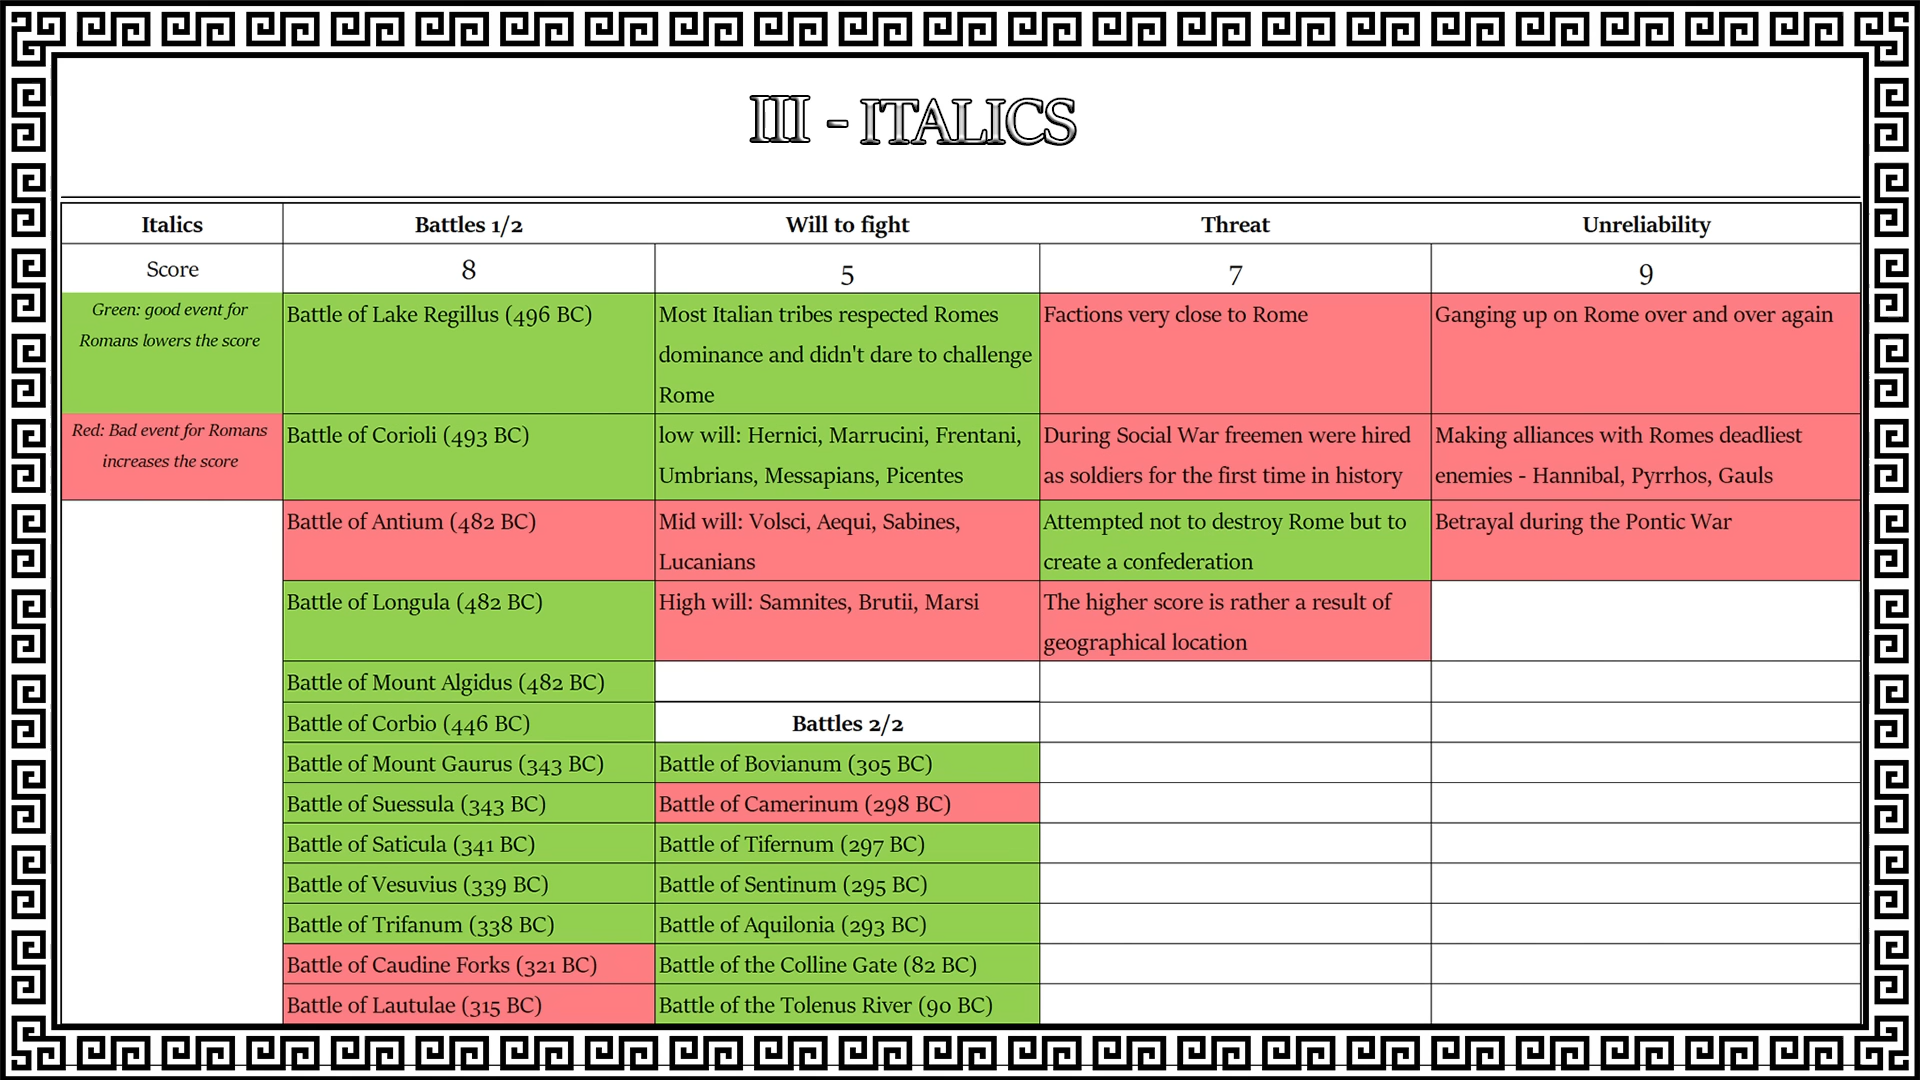 III - ITALICS
Italics
Battles 1/2
Will to fight
Threat
Unreliability
Score
8
5
7
9
Green: good event for
Romans lowers the score
Battle of Lake Regillus (496 BC)
Most Italian tribes respected Romes
dominance and didn't dare to challenge
Rome
Factions very close to Rome
Ganging up on Rome over and over again
Red: Bad event for Romans
increases the score
Battle of Corioli (493 BC)
low will: Hernici, Marrucini, Frentani,
Umbrians, Messapians, Picentes
During Social War freemen were hired
as soldiers for the first time in history
Making alliances with Romes deadliest
enemies - Hannibal, Pyrrhos, Gauls
Battle of Antium (482 BC)
Mid will: Volsci, Aequi, Sabines,
Lucanians
Attempted not to destroy Rome but to
create a confederation
Betrayal during the Pontic War
Battle of Longula (482 BC)
High will: Samnites, Brutii, Marsi
The higher score is rather a result of
geographical location
Battle of Mount Algidus (482 BC)
Battle of Corbio (446 BC)
Battles 2/2
Battle of Mount Gaurus (343 BC)
Battle of Bovianum (305 BC)
Battle of Suessula (343 BC)
Battle of Camerinum (298 BC)
Battle of Saticula (341 BC)
Battle of Tifernum (297 BC)
Battle of Vesuvius (339 BC)
Battle of Sentinum (295 BC)
Battle of Trifanum (338 BC)
Battle of Aquilonia (293 BC)
Battle of Caudine Forks (321 BC)
Battle of the Colline Gate (82 BC)
Battle of Lautulae (315 BC)
Battle of the Tolenus River (90 BC)